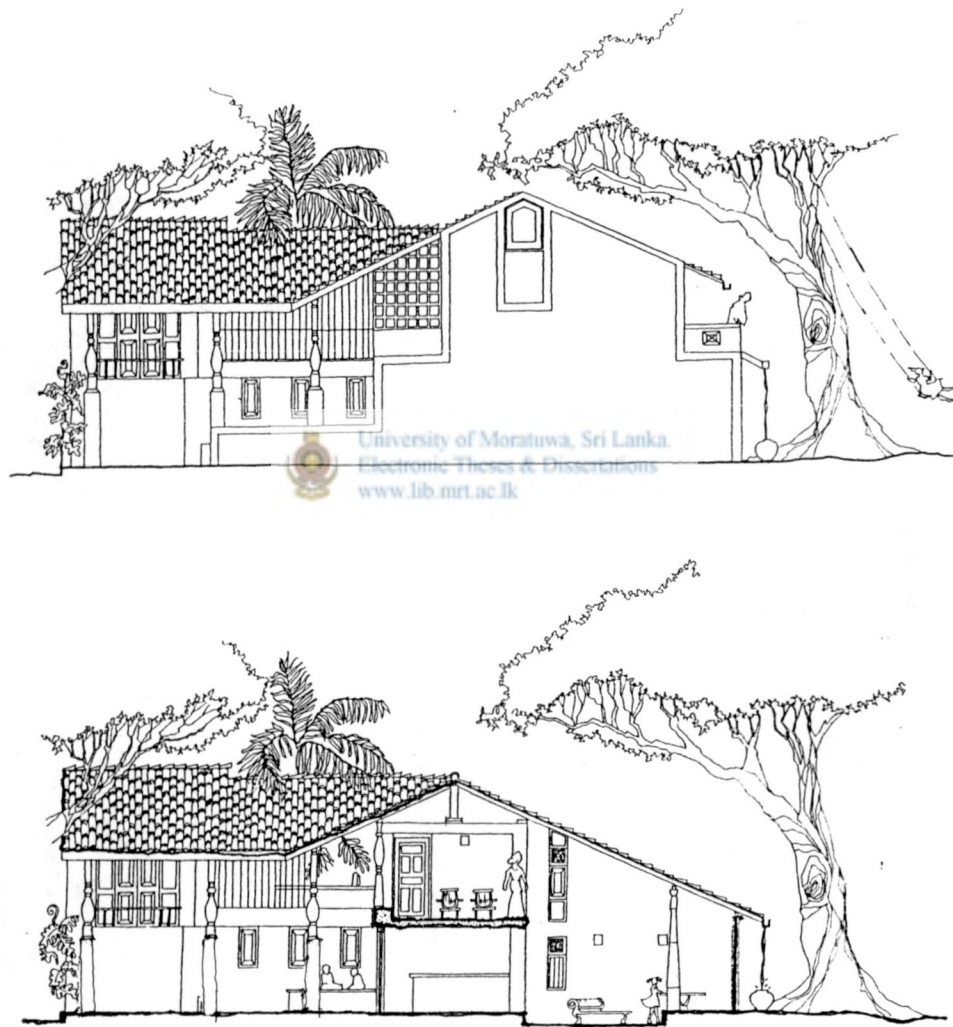 University of Moratuwa, Sri Lanka.
Electronic Theses & Dissertations
www.lib.mrt.ac.lk